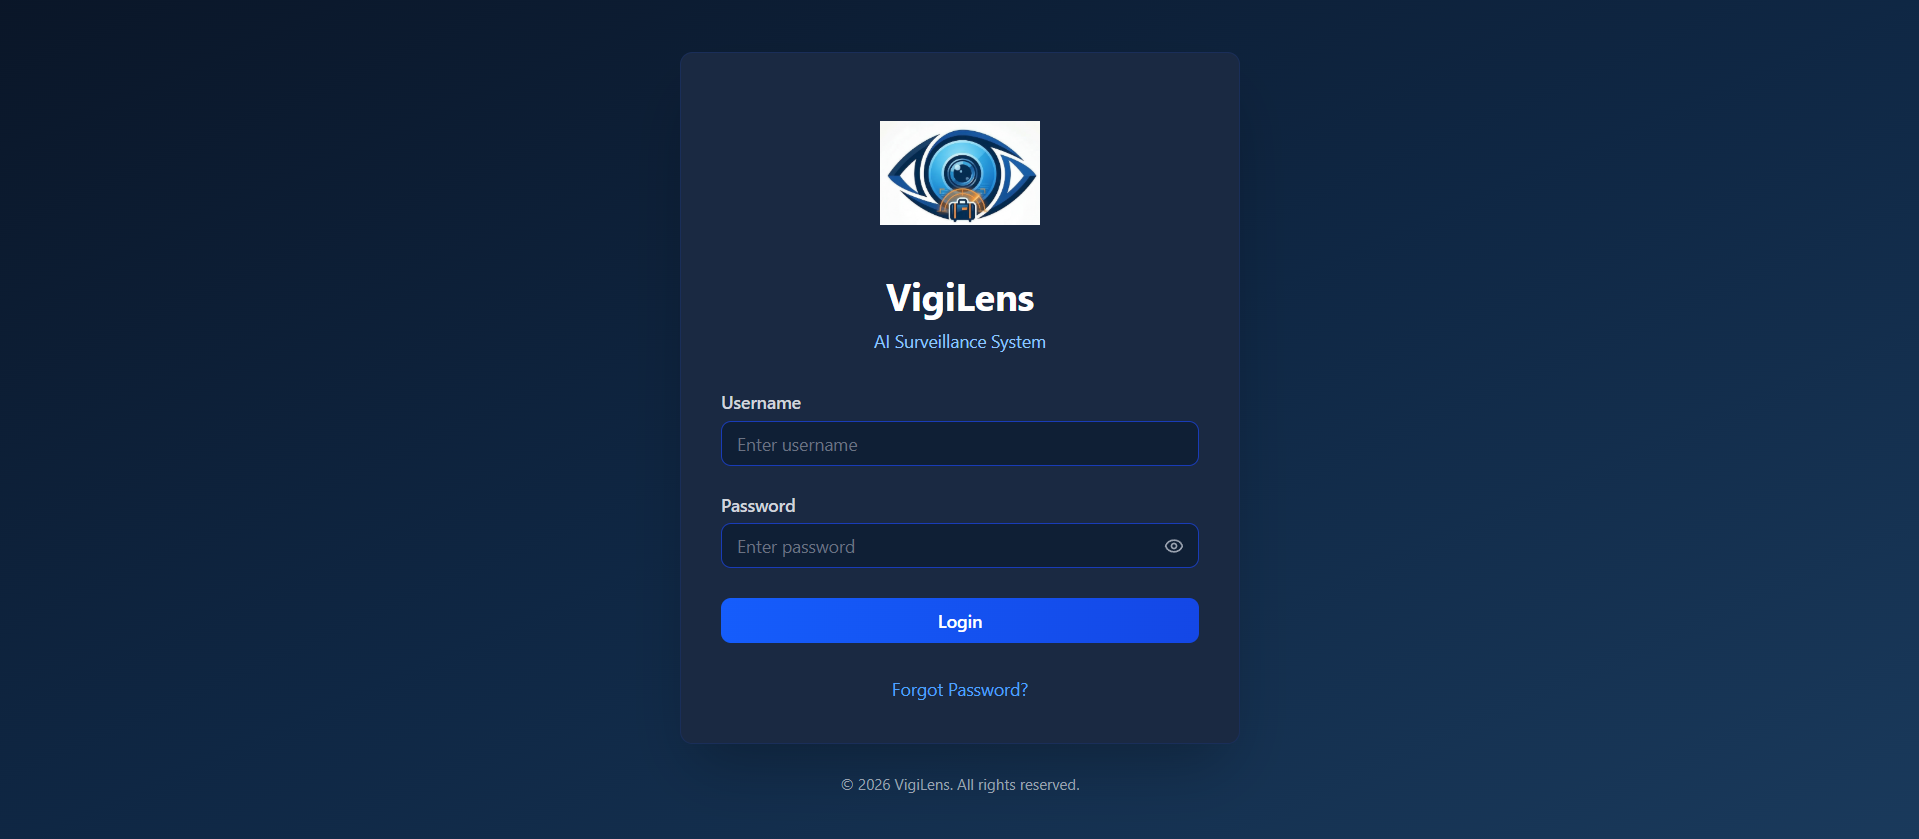 VigiLens
AI Surveillance System
Username
Enter username
Password
Enter password
Login
Forgot Password?
© 2026 VigiLens. All rights reserved.